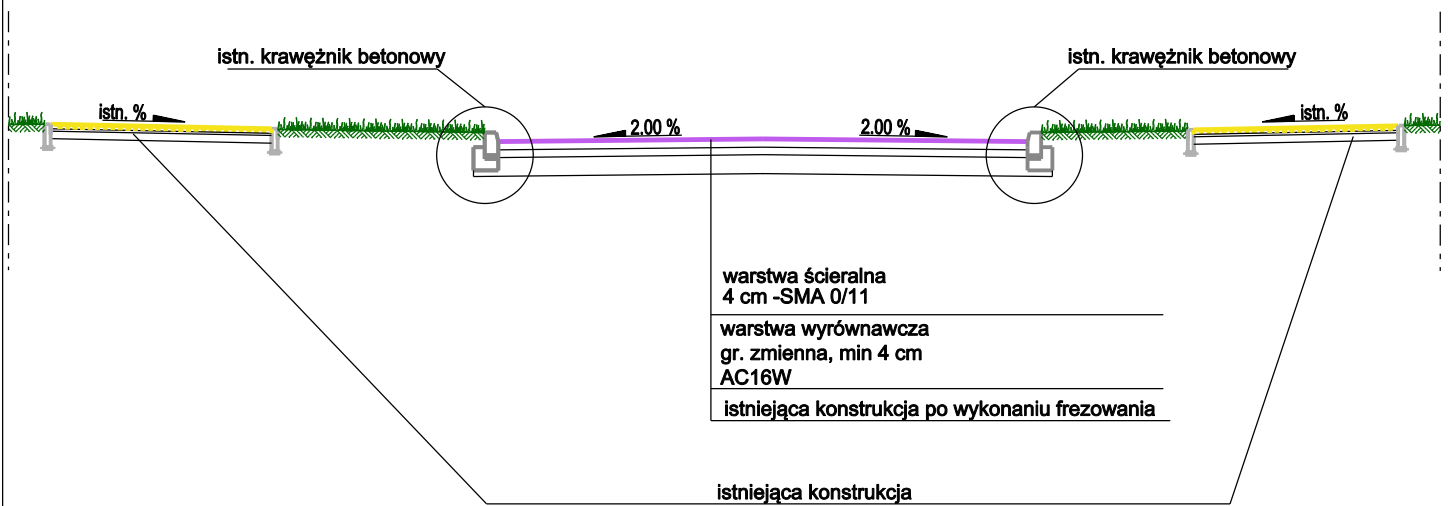 istn. krawężnik betonowy
istn. krawężnik betonowy
istn. %
2.00 %
2.00 %
istn. %
warstwa ścieralna
4 cm -SMA 0/11
warstwa wyrównawcza
gr. zmienna, min 4 cm
AC16W
istniejąca konstrukcja po wykonaniu frezowania
istniejąca konstrukcja